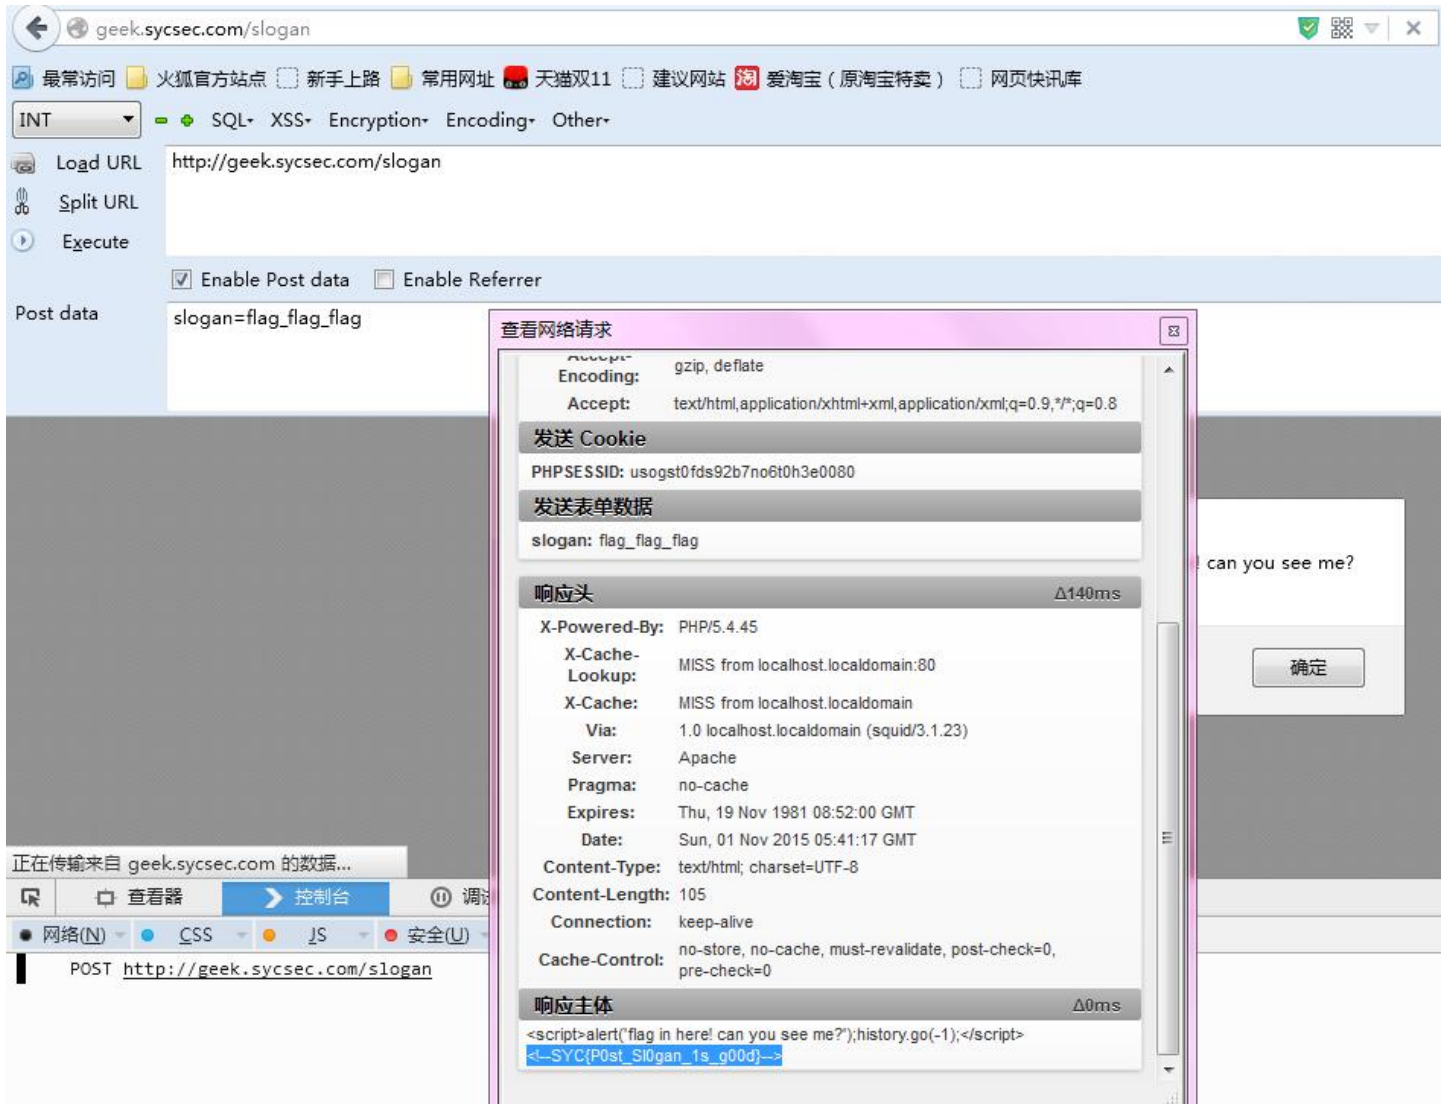 geek.sycsec.com/slogan
最常访问 火狐官方站点 新手上路 常用网址 天猫双11 建议网站 淘 爱淘宝（原淘宝特卖） 网页快讯库
INT SQL XSS Encryption Encoding Other
Load URL http://geek.sycsec.com/slogan
Split URL
Execute
Enable Post data Enable Referrer
Post data slogan=flag_flag_flag
查看网络请求
Accept-
Encoding: gzip, deflate
Accept: text/html,application/xhtml+xml,application/xml;q=0.9,*/*;q=0.8
发送 Cookie
PHPSESSID: usogst0fds92b7no6t0h3e0080
发送表单数据
slogan: flag_flag_flag
! can you see me?
确定
响应头 Δ140ms
X-Powered-By: PHP/5.4.45
X-Cache-
Lookup: MISS from localhost.localdomain:80
X-Cache: MISS from localhost.localdomain
Via: 1.0 localhost.localdomain (squid/3.1.23)
Server: Apache
Pragma: no-cache
Expires: Thu, 19 Nov 1981 08:52:00 GMT
Date: Sun, 01 Nov 2015 05:41:17 GMT
Content-Type: text/html; charset=UTF-8
Content-Length: 105
Connection: keep-alive
Cache-Control: no-store, no-cache, must-revalidate, post-check=0,
pre-check=0
响应主体 Δ0ms
<script>alert("flag in here! can you see me?");history.go(-1);</script>
<!--SYC{P0st_Sl0gan_1s_g00d}-->
正在传输来自 geek.sycsec.com 的数据...
查看器 控制台
网络(N) CSS JS 安全(U)
POST http://geek.sycsec.com/slogan